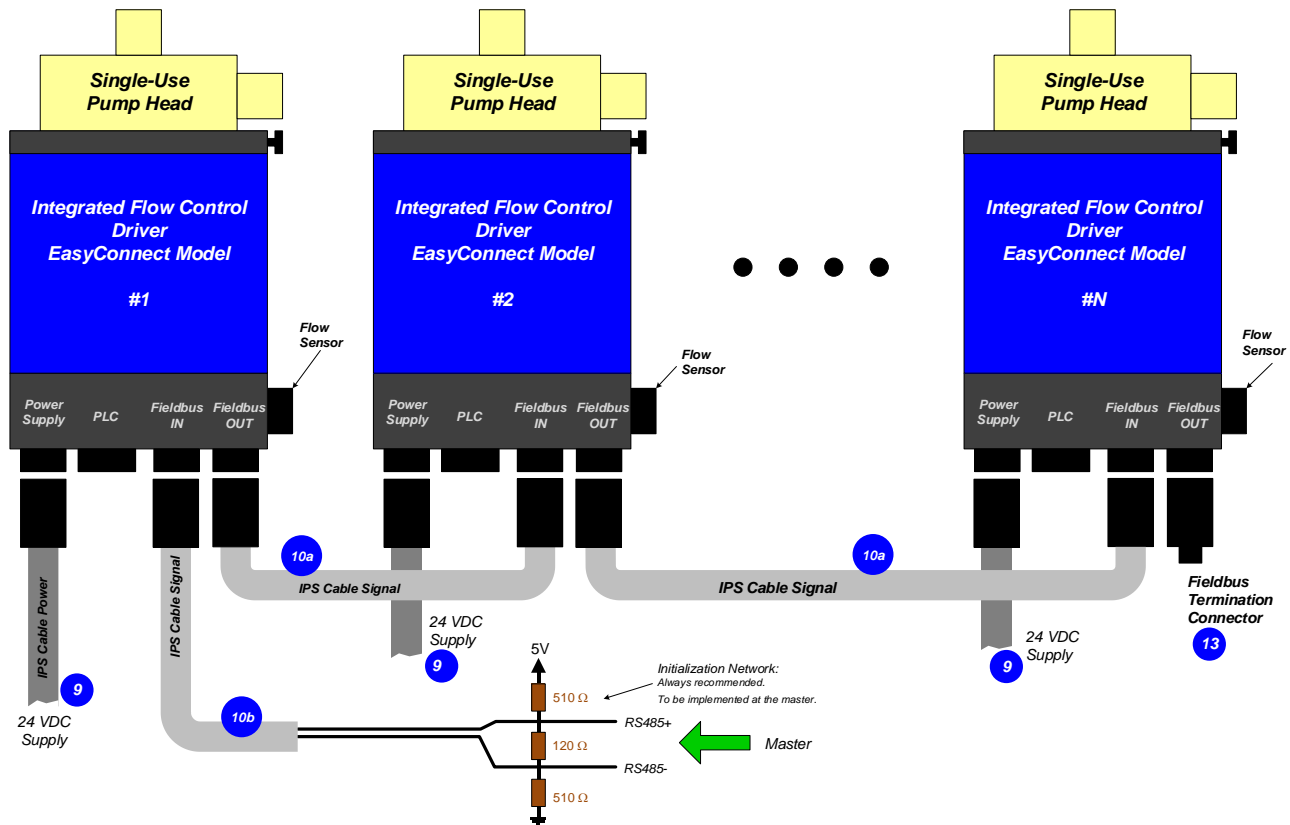 Single-Use
Pump Head
Single-Use
Pump Head
Single-Use
Pump Head
Integrated Flow Control
Driver
EasyConnect Model
#1
Integrated Flow Control
Driver
EasyConnect Model
#2
Integrated Flow Control
Driver
EasyConnect Model
#N
Flow
Sensor
Flow
Sensor
Flow
Sensor
Power
Supply
PLC
Fieldbus
IN
Fieldbus
OUT
Power
Supply
PLC
Fieldbus
IN
Fieldbus
OUT
Power
Supply
PLC
Fieldbus
IN
Fieldbus
OUT
10a
10a
IPS Cable Power
IPS Cable Signal
IPS Cable Signal
IPS Cable Signal
Fieldbus
Termination
Connector
13
24 VDC
Supply
9
24 VDC
Supply
9
9
24 VDC
Supply
10b
5V
510 Ω
120 Ω
510 Ω
Initialization Network:
Always recommended.
To be implemented at the master.
RS485+
RS485-
Master